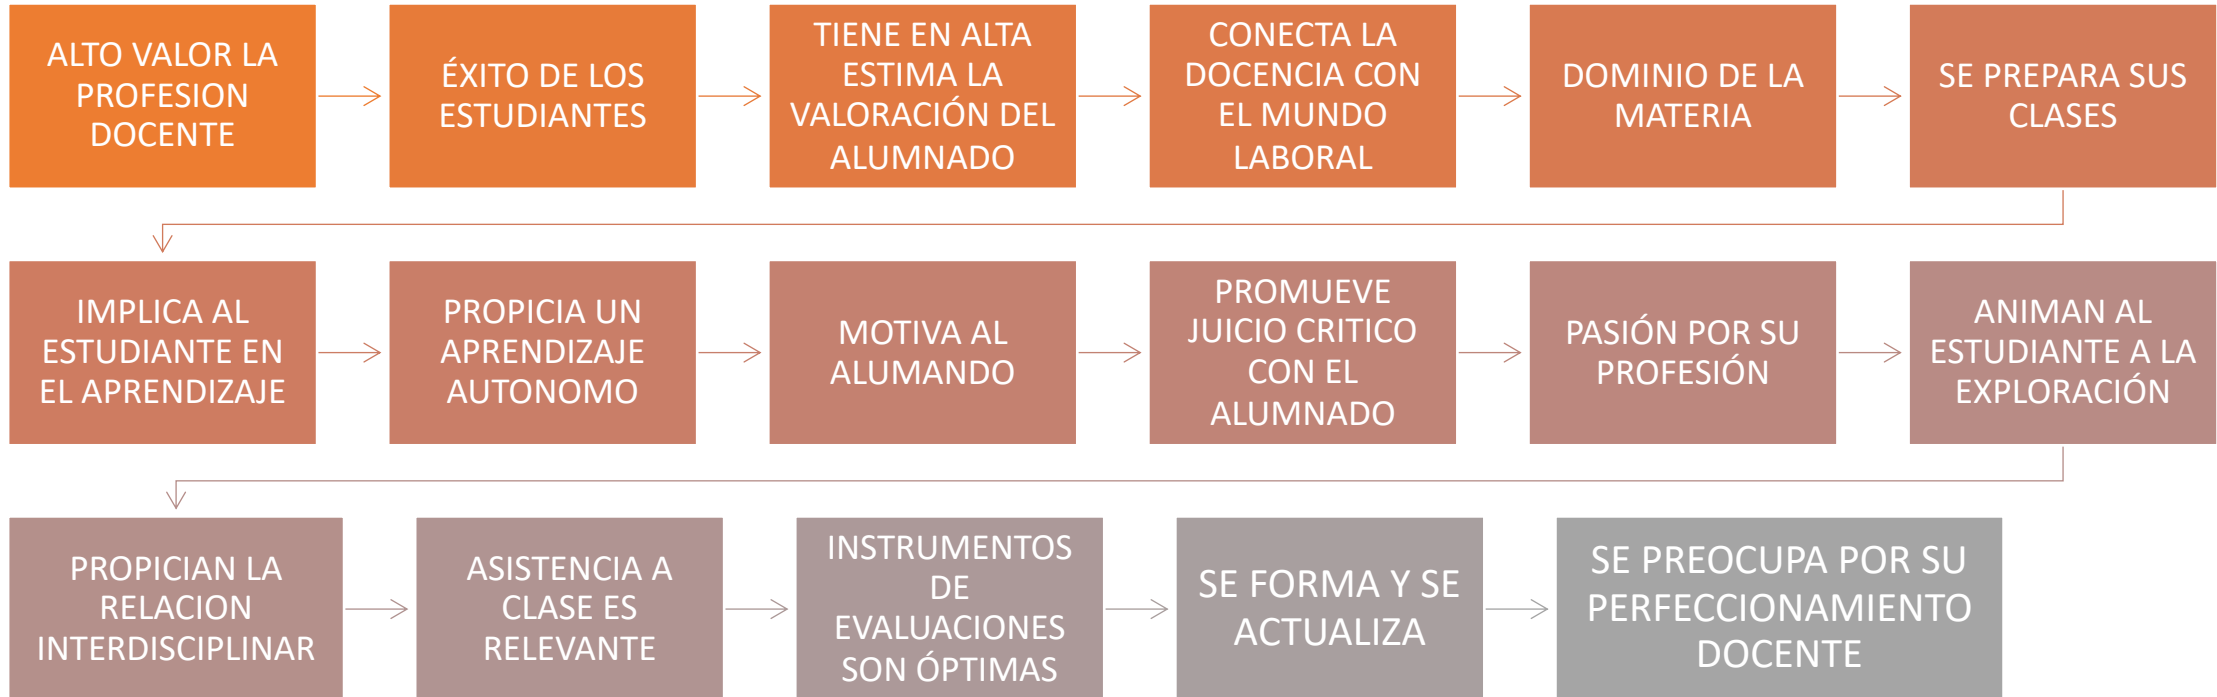 ALTO VALOR LA
PROFESION
DOCENTE
ÉXITO DE LOS
ESTUDIANTES
TIENE EN ALTA
ESTIMA LA
VALORACIÓN DEL
ALUMNADO
CONECTA LA
DOCENCIA CON
EL MUNDO
LABORAL
DOMINIO DE LA
MATERIA
SE PREPARA SUS
CLASES
IMPLICA AL
ESTUDIANTE EN
EL APRENDIZAJE
PROPICIA UN
APRENDIZAJE
AUTONOMO
MOTIVA AL
ALUMANDO
PROMUEVE
JUICIO CRITICO
CON EL
ALUMNADO
PASIÓN POR SU
PROFESIÓN
ANIMAN AL
ESTUDIANTE A LA
EXPLORACIÓN
PROPICIAN LA
RELACION
INTERDISCIPLINAR
ASISTENCIA A
CLASE ES
RELEVANTE
INSTRUMENTOS
DE
EVALUACIONES
SON ÓPTIMAS
SE FORMA Y SE
ACTUALIZA
SE PREOCUPA POR SU
PERFECCIONAMIENTO
DOCENTE